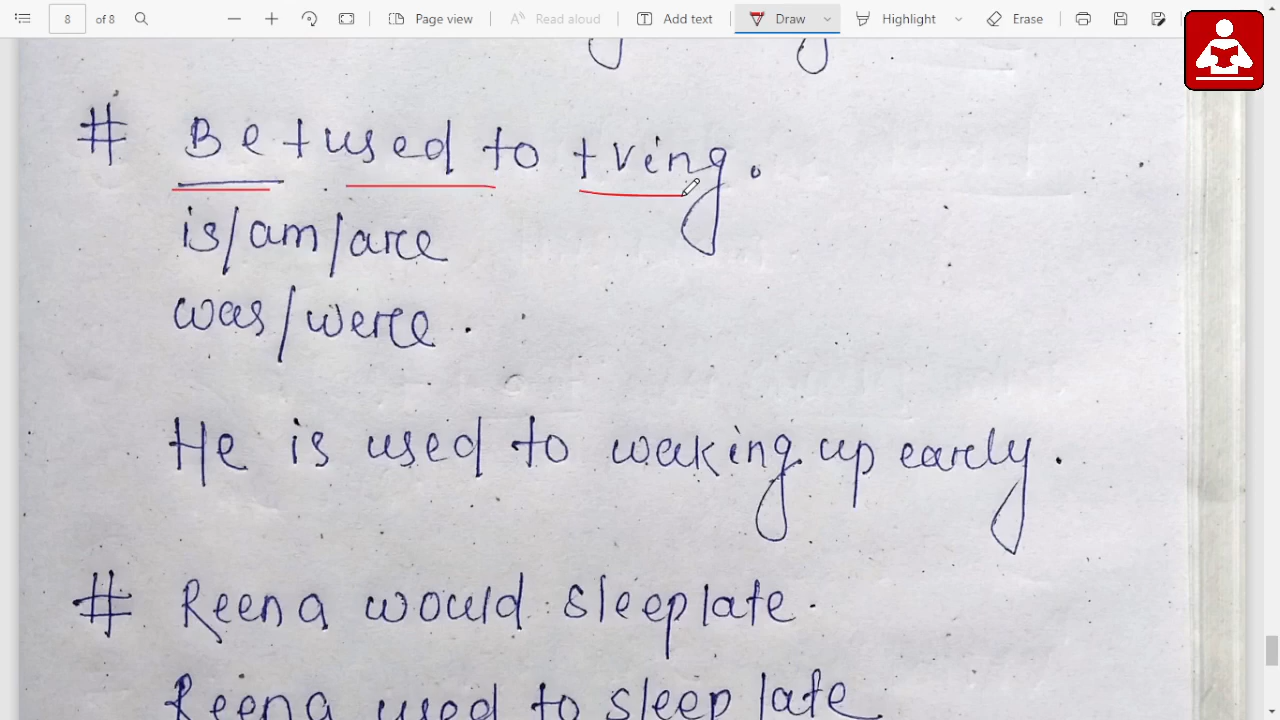 8 of 8 Page view Read aloud Add text Draw Highlight Erase
# Be + used to + ving.
is/am/are
was/were.
He is used to waking up early.
# Reena would sleep late.
Reena used to sleep late